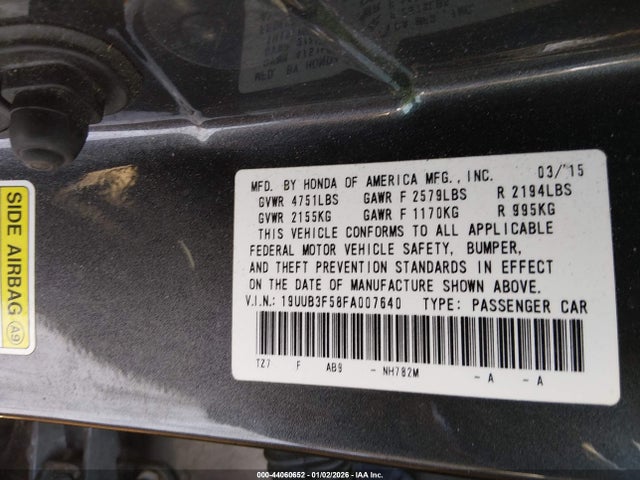 MFD. BY HONDA OF AMERICA MFG., INC. 03/'15
GVWR 4751LBS GAWR F 2579LBS R 2194LBS
GVWR 2155KG GAWR F 1170KG R 995KG
THIS VEHICLE CONFORMS TO ALL APPLICABLE
FEDERAL MOTOR VEHICLE SAFETY, BUMPER,
AND THEFT PREVENTION STANDARDS IN EFFECT
ON THE DATE OF MANUFACTURE SHOWN ABOVE.
V.I.N.: 19UUB3F58FA007640 TYPE: PASSENGER CAR
TZ7 F AB9 - NH782M - A - A
SIDE AIRBAG A9
000-44060652 | 01/02/2026 | IAA Inc.